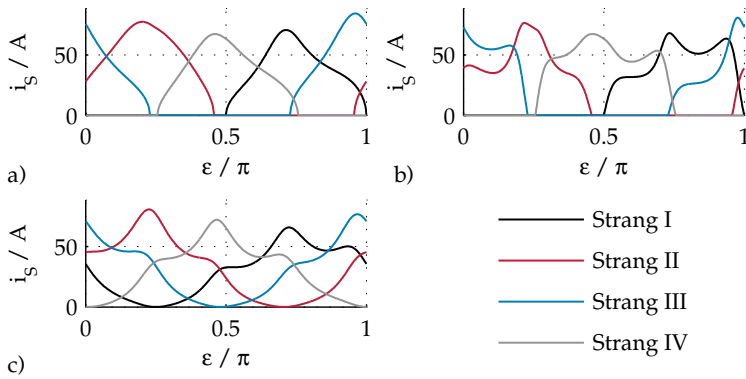 i_S / A
50
0
0
0.5
1
ε / π
a)
i_S / A
50
0
0
0.5
1
ε / π
b)
i_S / A
50
0
0
0.5
1
ε / π
c)
Strang I
Strang II
Strang III
Strang IV